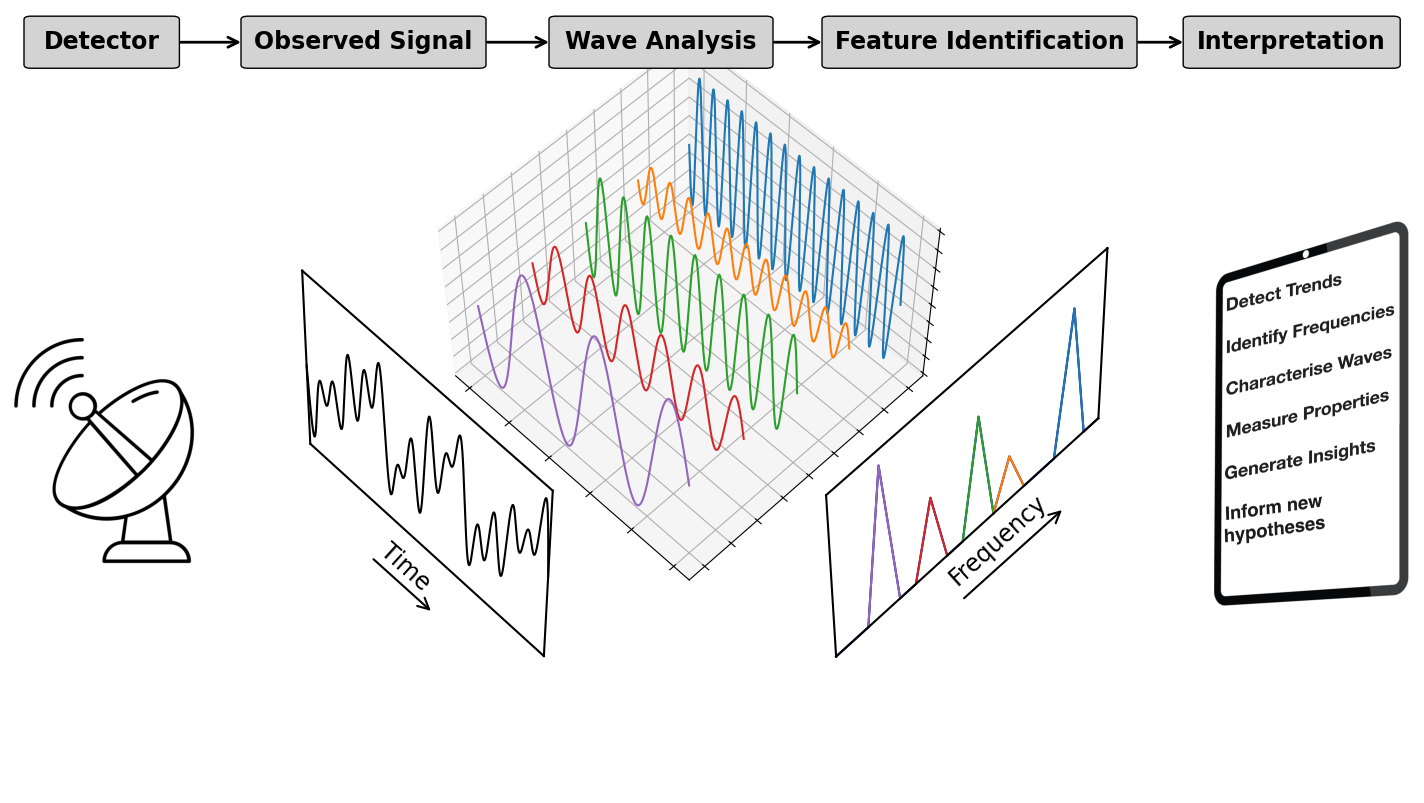 Detector
Observed Signal
Wave Analysis
Feature Identification
Interpretation
Time
Frequency
Detect Trends
Identify Frequencies
Characterise Waves
Measure Properties
Generate Insights
Inform new
hypotheses